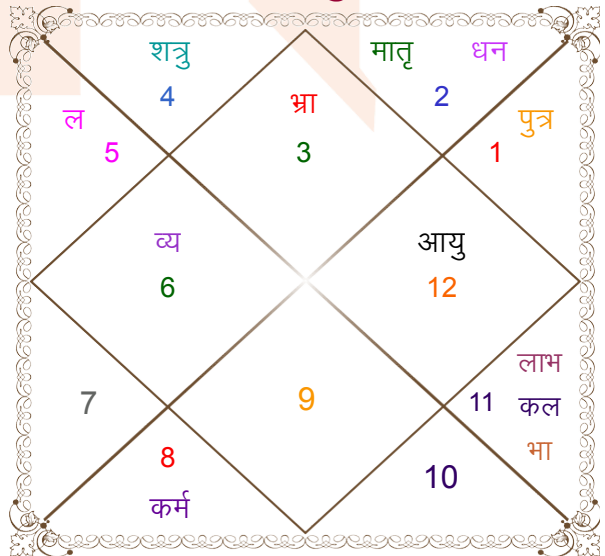 शत्रु मातृ धन
4 2
भ्रा
ल पुत्र
5 3 1
व्य आयु
6 12
लाभ
7 9 11 कल
भा
8 10
कर्म